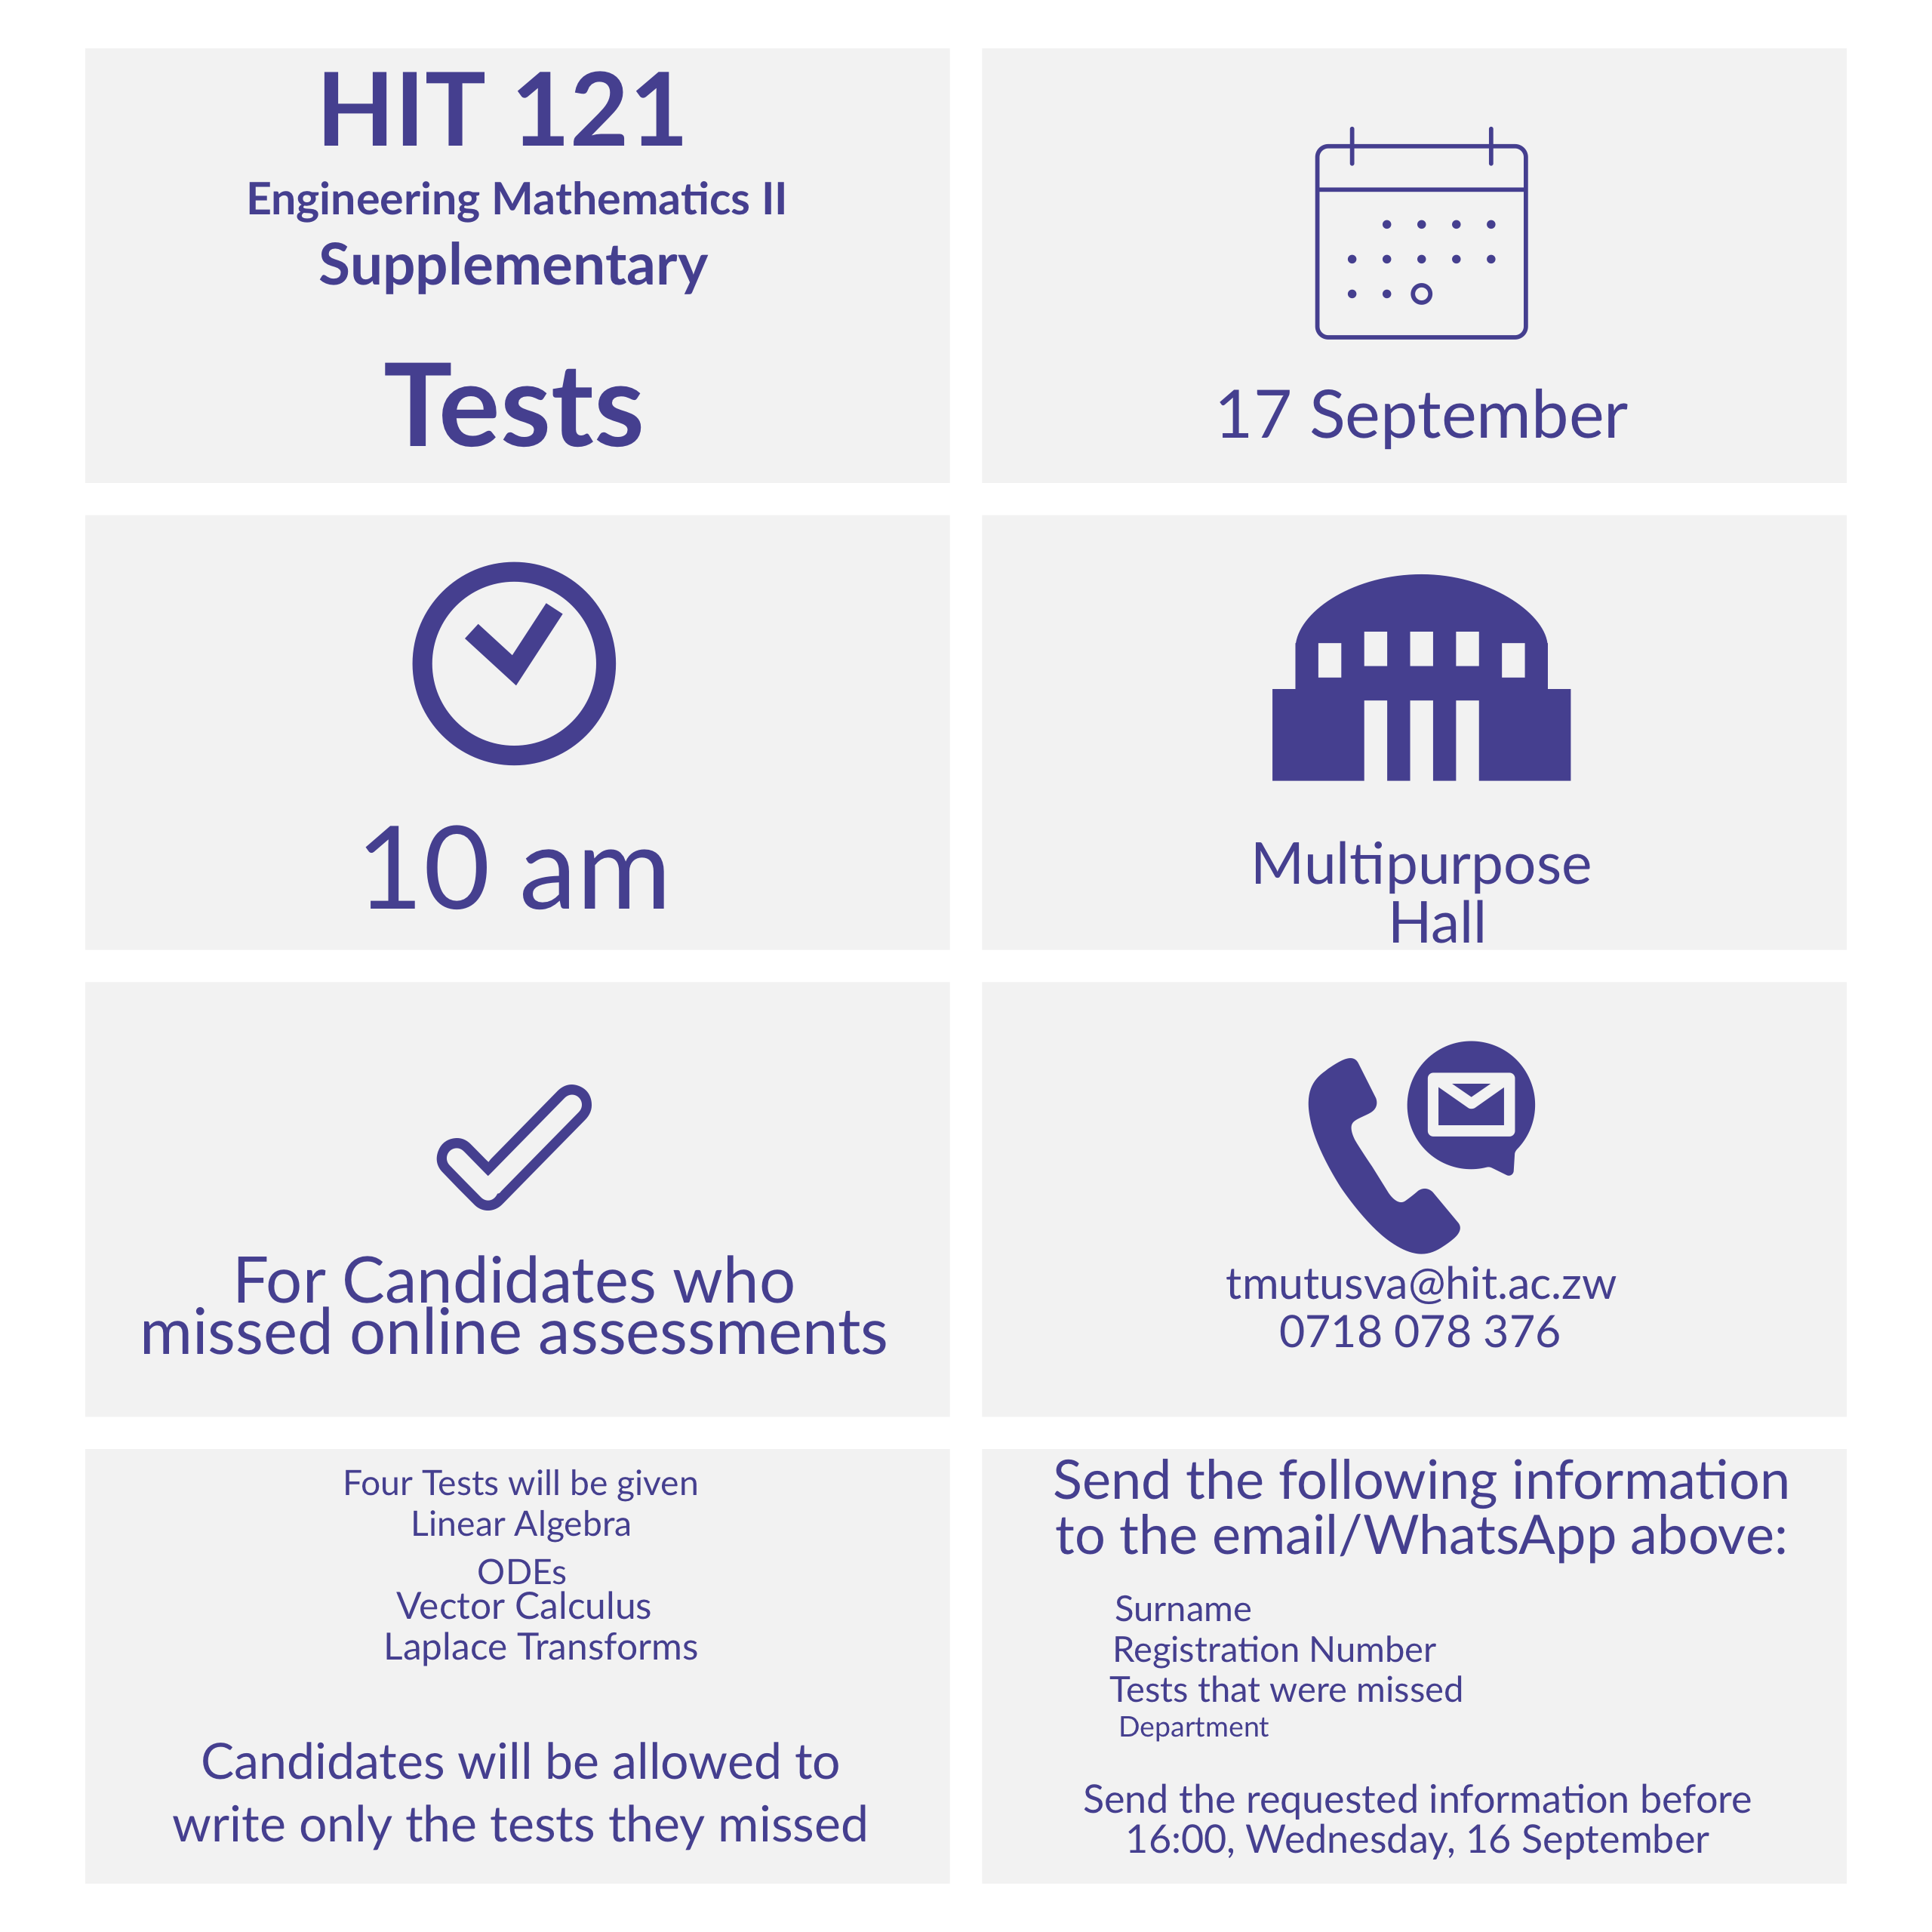 HIT 121
Engineering Mathematics II
Supplementary
Tests
17 September
10 am
Multipurpose
Hall
For Candidates who
missed online assessments
tmutusva@hit.ac.zw
0718 078 376
Four Tests will be given
Linear Algebra
ODEs
Vector Calculus
Laplace Transforms
Candidates will be allowed to
write only the tests they missed
Send the following information
to the email/WhatsApp above:
Surname
Registration Number
Tests that were missed
Department
Send the requested information before
16:00, Wednesday, 16 September